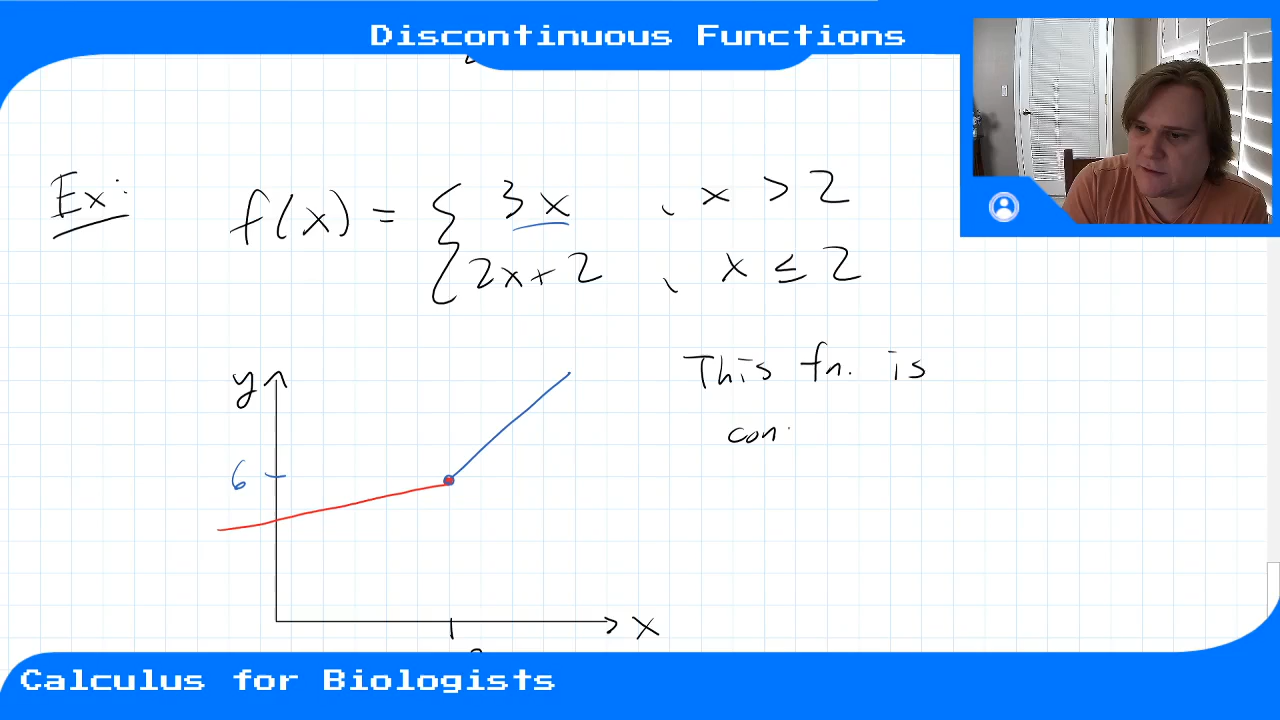 Discontinuous Functions
Ex:
f(x) = { 3x , x > 2
2x+2 , x ≤ 2
This fn. is
con
y
6
x
Calculus for Biologists